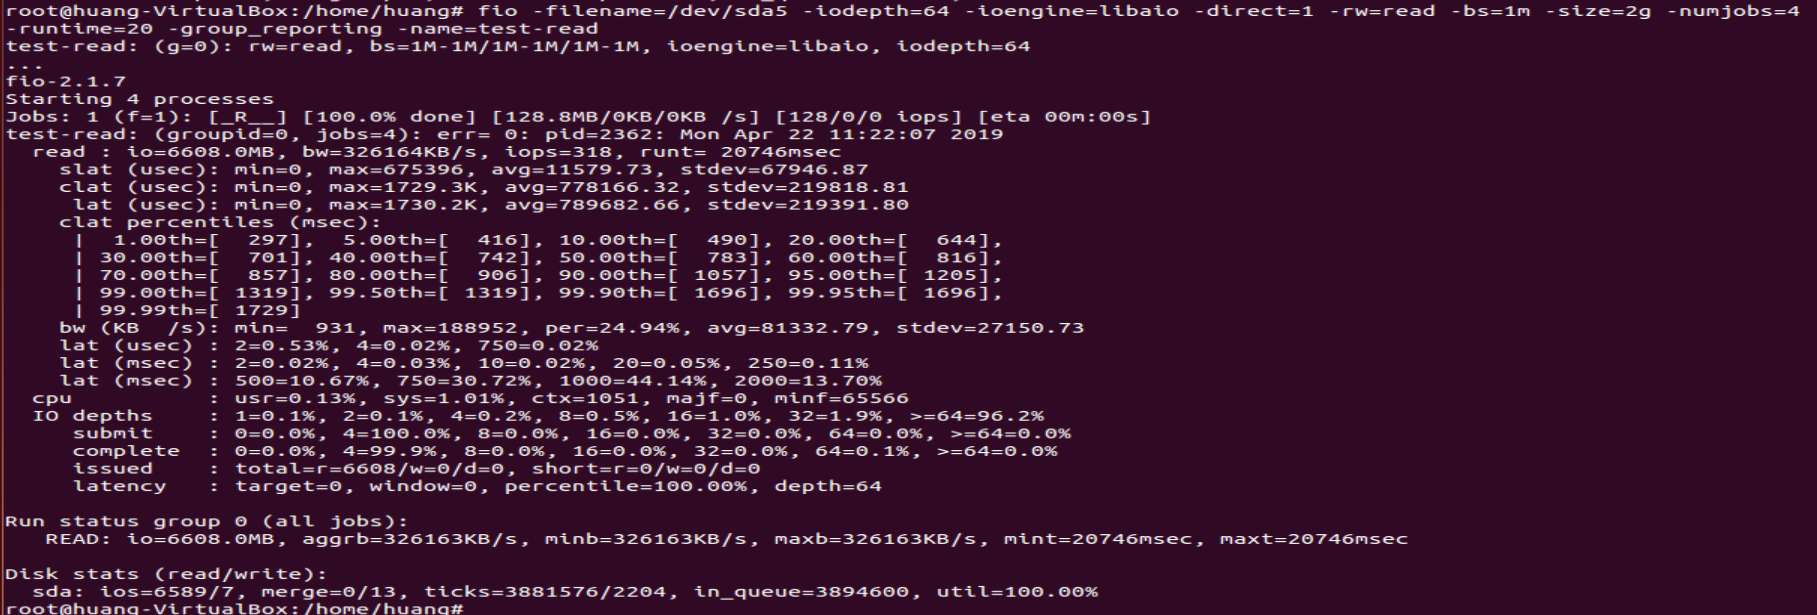 root@huang-VirtualBox:/home/huang# fio -filename=/dev/sda5 -iodepth=64 -ioengine=libaio -direct=1 -rw=read -bs=1m -size=2g -numjobs=4
-runtime=20 -group_reporting -name=test-read
test-read: (g=0): rw=read, bs=1M-1M/1M-1M/1M-1M, ioengine=libaio, iodepth=64
...
fio-2.1.7
Starting 4 processes
Jobs: 1 (f=1): [_R__] [100.0% done] [128.8MB/0KB/0KB /s] [128/0/0 iops] [eta 00m:00s]
test-read: (groupid=0, jobs=4): err= 0: pid=2362: Mon Apr 22 11:22:07 2019
  read : io=6608.0MB, bw=326164KB/s, iops=318, runt= 20746msec
    slat (usec): min=0, max=675396, avg=11579.73, stdev=67946.87
    clat (usec): min=0, max=1729.3K, avg=778166.32, stdev=219818.81
     lat (usec): min=0, max=1730.2K, avg=789682.66, stdev=219391.80
    clat percentiles (msec):
     |  1.00th=[  297],  5.00th=[  416], 10.00th=[  490], 20.00th=[  644],
     | 30.00th=[  701], 40.00th=[  742], 50.00th=[  783], 60.00th=[  816],
     | 70.00th=[  857], 80.00th=[  906], 90.00th=[ 1057], 95.00th=[ 1205],
     | 99.00th=[ 1319], 99.50th=[ 1319], 99.90th=[ 1696], 99.95th=[ 1696],
     | 99.99th=[ 1729]
    bw (KB  /s): min=  931, max=188952, per=24.94%, avg=81332.79, stdev=27150.73
    lat (usec) : 2=0.53%, 4=0.02%, 750=0.02%
    lat (msec) : 2=0.02%, 4=0.03%, 10=0.02%, 20=0.05%, 250=0.11%
    lat (msec) : 500=10.67%, 750=30.72%, 1000=44.14%, 2000=13.70%
  cpu          : usr=0.13%, sys=1.01%, ctx=1051, majf=0, minf=65566
  IO depths    : 1=0.1%, 2=0.1%, 4=0.2%, 8=0.5%, 16=1.0%, 32=1.9%, >=64=96.2%
     submit    : 0=0.0%, 4=100.0%, 8=0.0%, 16=0.0%, 32=0.0%, 64=0.0%, >=64=0.0%
     complete  : 0=0.0%, 4=99.9%, 8=0.0%, 16=0.0%, 32=0.0%, 64=0.1%, >=64=0.0%
     issued    : total=r=6608/w=0/d=0, short=r=0/w=0/d=0
     latency   : target=0, window=0, percentile=100.00%, depth=64

Run status group 0 (all jobs):
   READ: io=6608.0MB, aggrb=326163KB/s, minb=326163KB/s, maxb=326163KB/s, mint=20746msec, maxt=20746msec

Disk stats (read/write):
  sda: ios=6589/7, merge=0/13, ticks=3881576/2204, in_queue=3894600, util=100.00%
root@huang-VirtualBox:/home/huang#